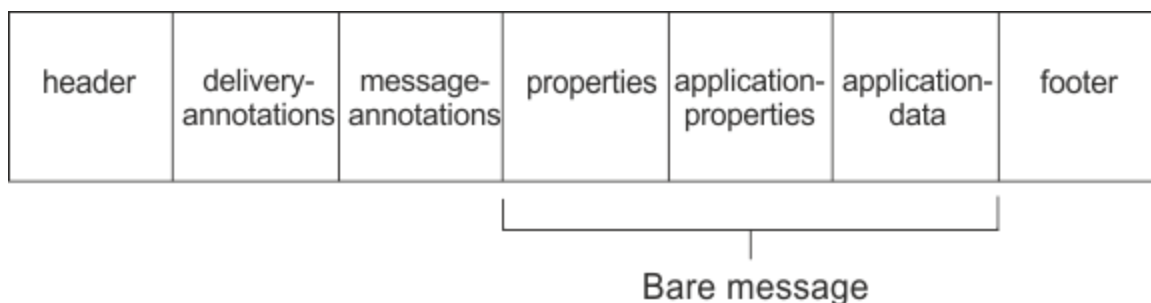 header
delivery-
annotations
message-
annotations
properties
application-
properties
application-
data
footer
Bare message